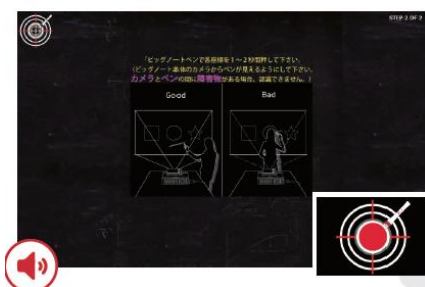 STEP 2 OF 2
「ビッグノートペンで各座標を1〜2秒間押して下さい。
(ビッグノート本体のカメラからペンが見えるようにして下さい。
カメラとペンの間に障害物がある場合、認識できません。)
Good
Bad